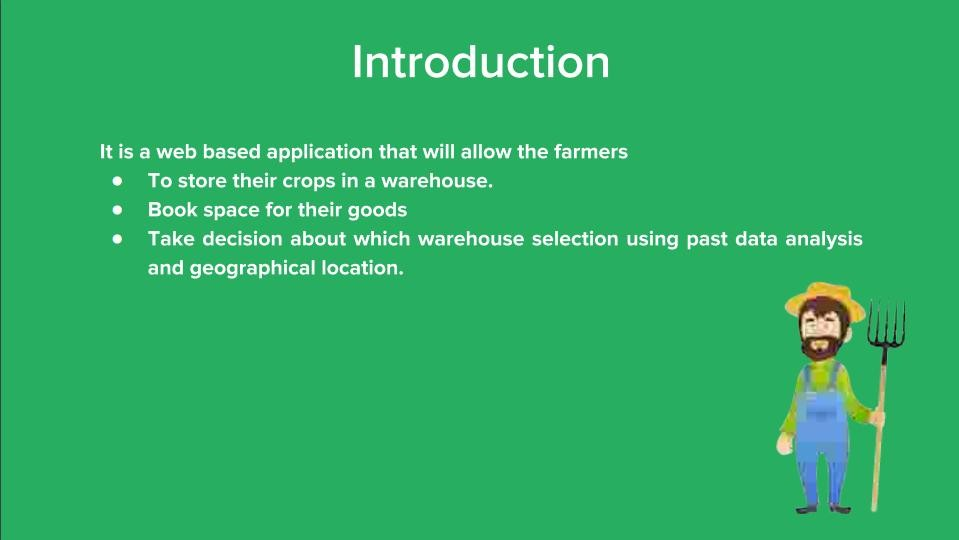 Introduction
It is a web based application that will allow the farmers
● To store their crops in a warehouse.
● Book space for their goods
● Take decision about which warehouse selection using past data analysis
and geographical location.